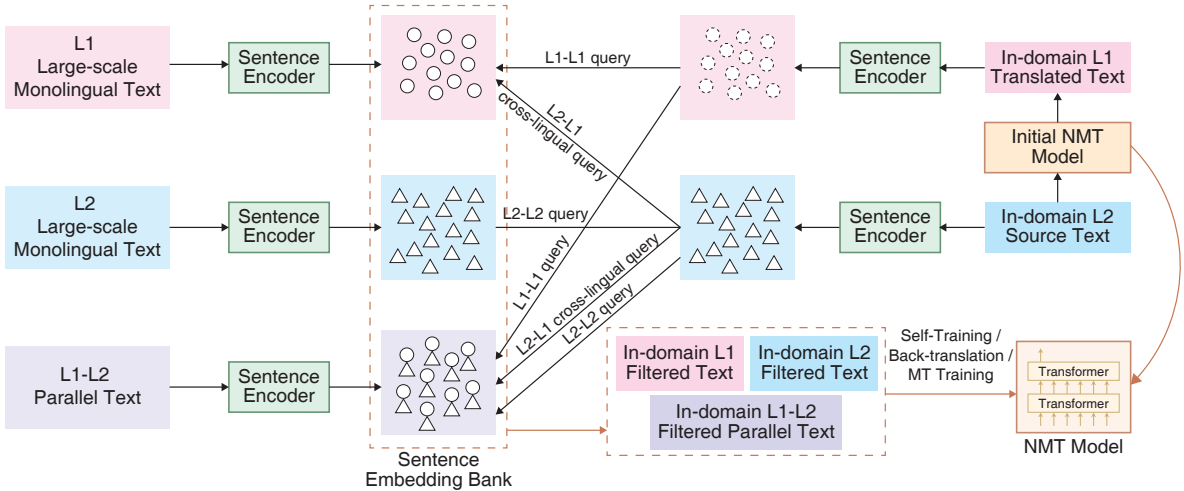 L1
Large-scale
Monolingual Text
Sentence
Encoder
L1-L1 query
Sentence
Encoder
In-domain L1
Translated Text
L2-L1
cross-lingual query
Initial NMT
Model
L2
Large-scale
Monolingual Text
Sentence
Encoder
L2-L2 query
Sentence
Encoder
In-domain L2
Source Text
L1-L1 query
L2-L1 cross-lingual query
L2-L2 query
L1-L2
Parallel Text
Sentence
Encoder
Sentence
Embedding Bank
In-domain L1
Filtered Text
In-domain L2
Filtered Text
In-domain L1-L2
Filtered Parallel Text
Self-Training /
Back-translation /
MT Training
Transformer
Transformer
NMT Model